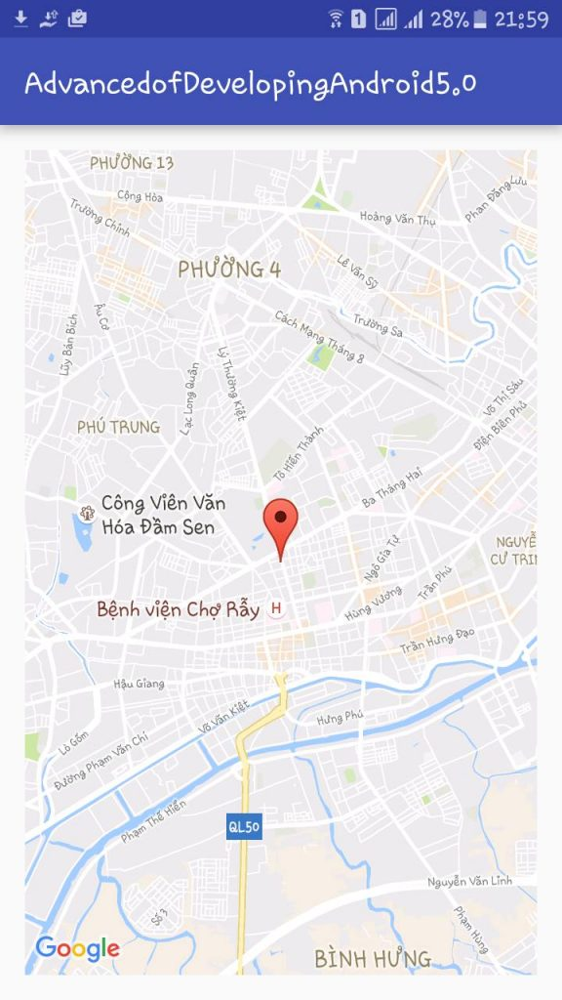 1 28% 21:59
AdvancedofDevelopingAndroid5.0
PHƯỜNG 13
Cộng Hòa
Phan Đăng Lưu
Trường Chinh
Hoàng Văn Thụ
PHƯỜNG 4
Lê Văn Sỹ
Âu Cơ
Cách Mạng Tháng 8
Trường Sa
Lũy Bán Bích
Lý Thường Kiệt
Lạc Long Quân
Võ Thị Sáu
Điện Biên Phủ
PHÚ TRUNG
Tô Hiến Thành
Ba Tháng Hai
Công Viên Văn
Hóa Đầm Sen
NGUYỄ
CƯ TRIN
Ngô Gia Tự
Trần Phú
Bệnh viện Chợ Rẫy H
Hùng Vương
Trần Hưng Đạo
Hậu Giang
Võ Văn Kiệt
Hưng Phú
Lò Gốm
Đường Phạm Văn Chí
Phạm Thế Hiển
QL50
Nguyễn Văn Linh
Số 3
Phạm Hùng
Google
BÌNH HƯNG